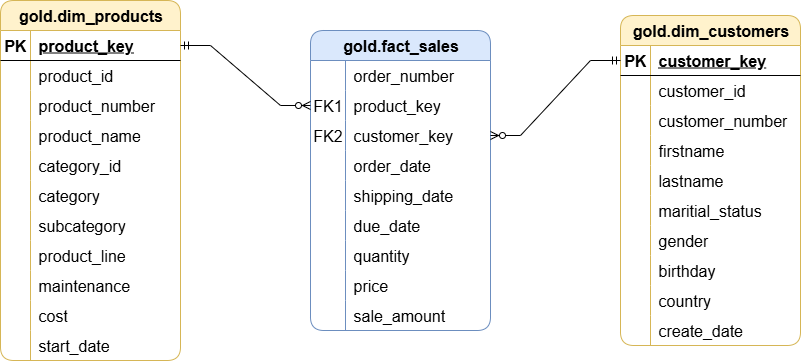 gold.dim_products
PK product_key
product_id
product_number
product_name
category_id
category
subcategory
product_line
maintenance
cost
start_date
gold.fact_sales
order_number
FK1 product_key
FK2 customer_key
order_date
shipping_date
due_date
quantity
price
sale_amount
gold.dim_customers
PK customer_key
customer_id
customer_number
firstname
lastname
maritial_status
gender
birthday
country
create_date